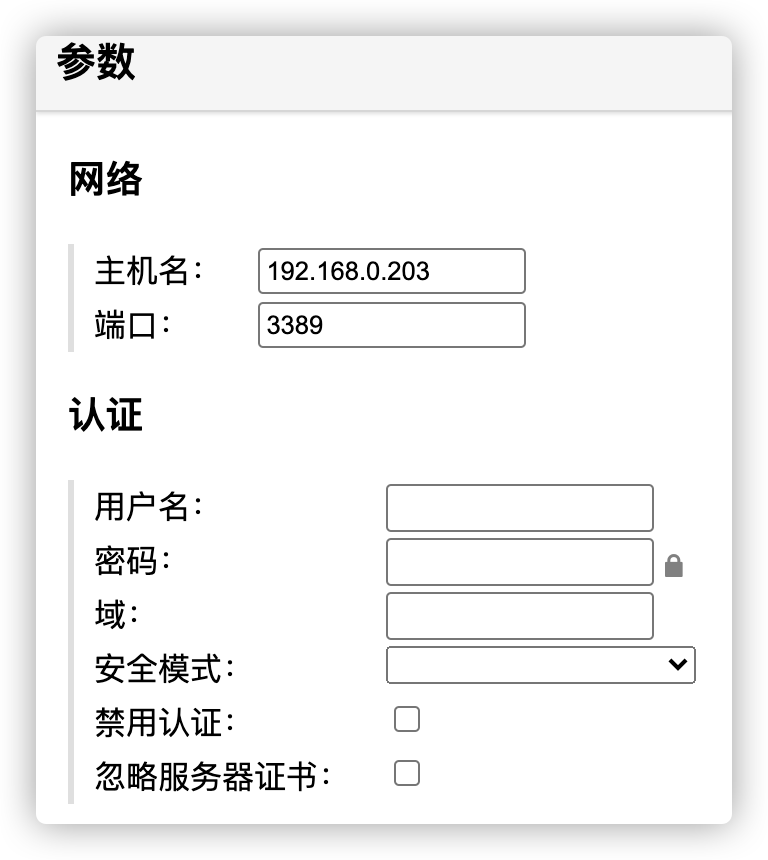 参数
网络
主机名： 192.168.0.203
端口： 3389
认证
用户名：
密码：
域：
安全模式：
禁用认证：
忽略服务器证书：